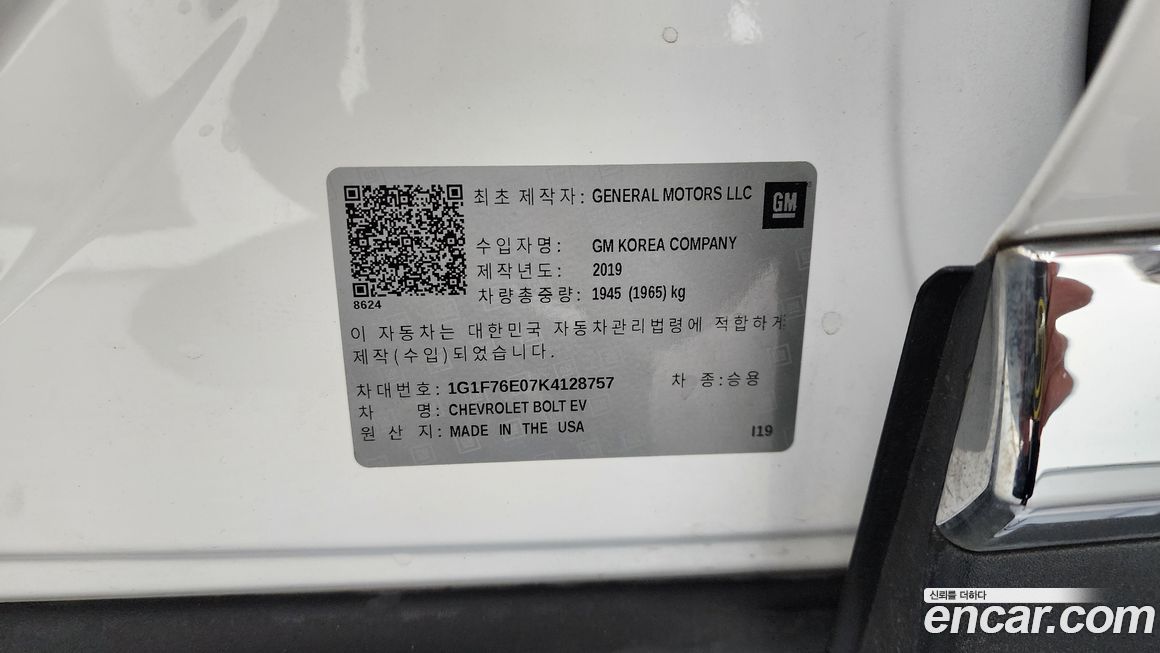 최초 제작자: GENERAL MOTORS LLC
GM
수입자명: GM KOREA COMPANY
제작년도: 2019
차량총중량: 1945 (1965) kg
8624
이 자동차는 대한민국 자동차관리법령에 적합하게
제작(수입)되었습니다.
차대번호: 1G1F76E07K4128757 차 종:승용
차 명: CHEVROLET BOLT EV
원 산 지: MADE IN THE USA
I19
신뢰를 더하다
encar.com